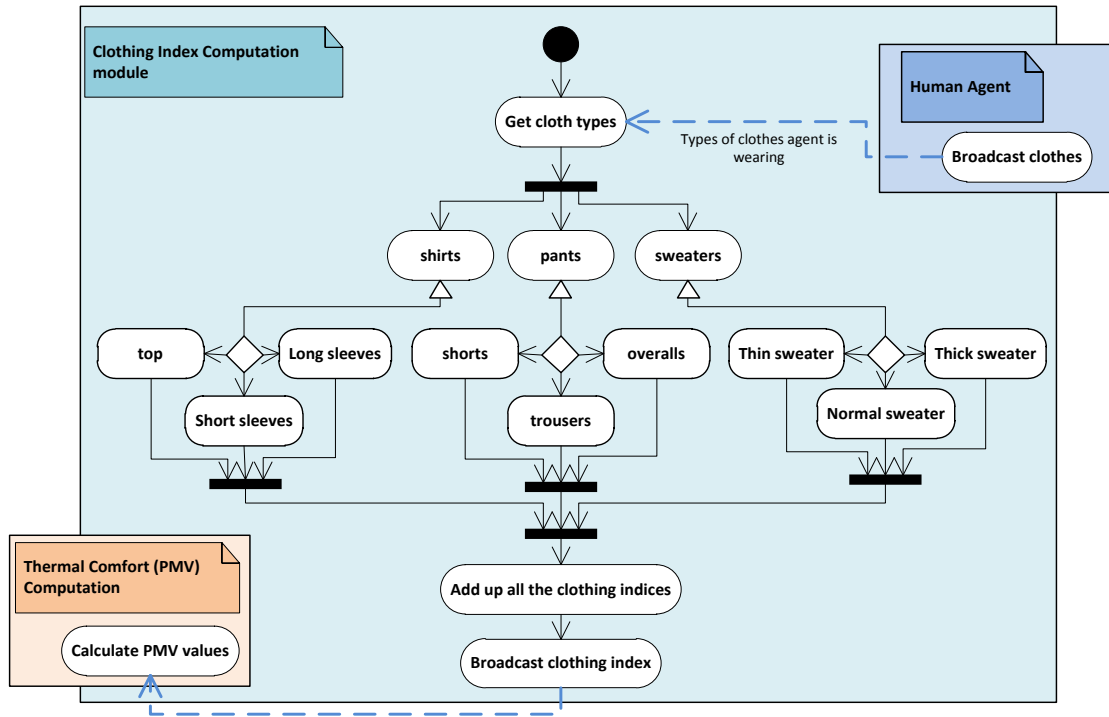 Clothing Index Computation
module
Human Agent
Get cloth types
Types of clothes agent is
wearing
Broadcast clothes
shirts
pants
sweaters
top
Long sleeves
shorts
overalls
Thin sweater
Thick sweater
Short sleeves
trousers
Normal sweater
Thermal Comfort (PMV)
Computation
Add up all the clothing indices
Calculate PMV values
Broadcast clothing index